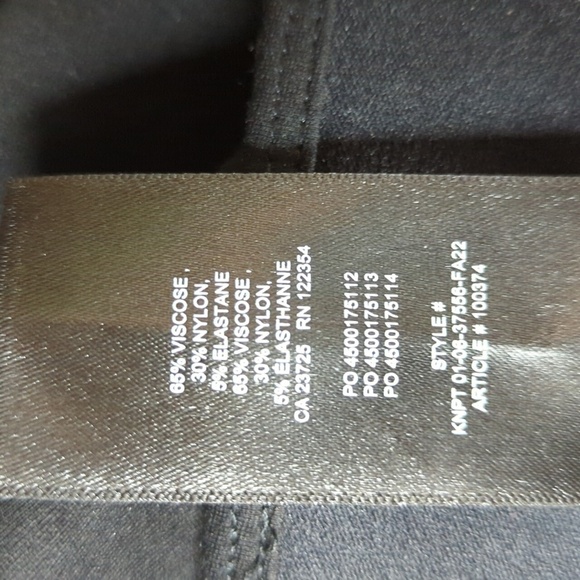 65% VISCOSE ,
30% NYLON,
5% ELASTANE
65% VISCOSE ,
30% NYLON,
5% ELASTHANNE
CA 23725 RN 122354
PO 4500175112
PO 4500175113
PO 4500175114
STYLE #
KNPT 01-06-37556-FA22
ARTICLE # 100374